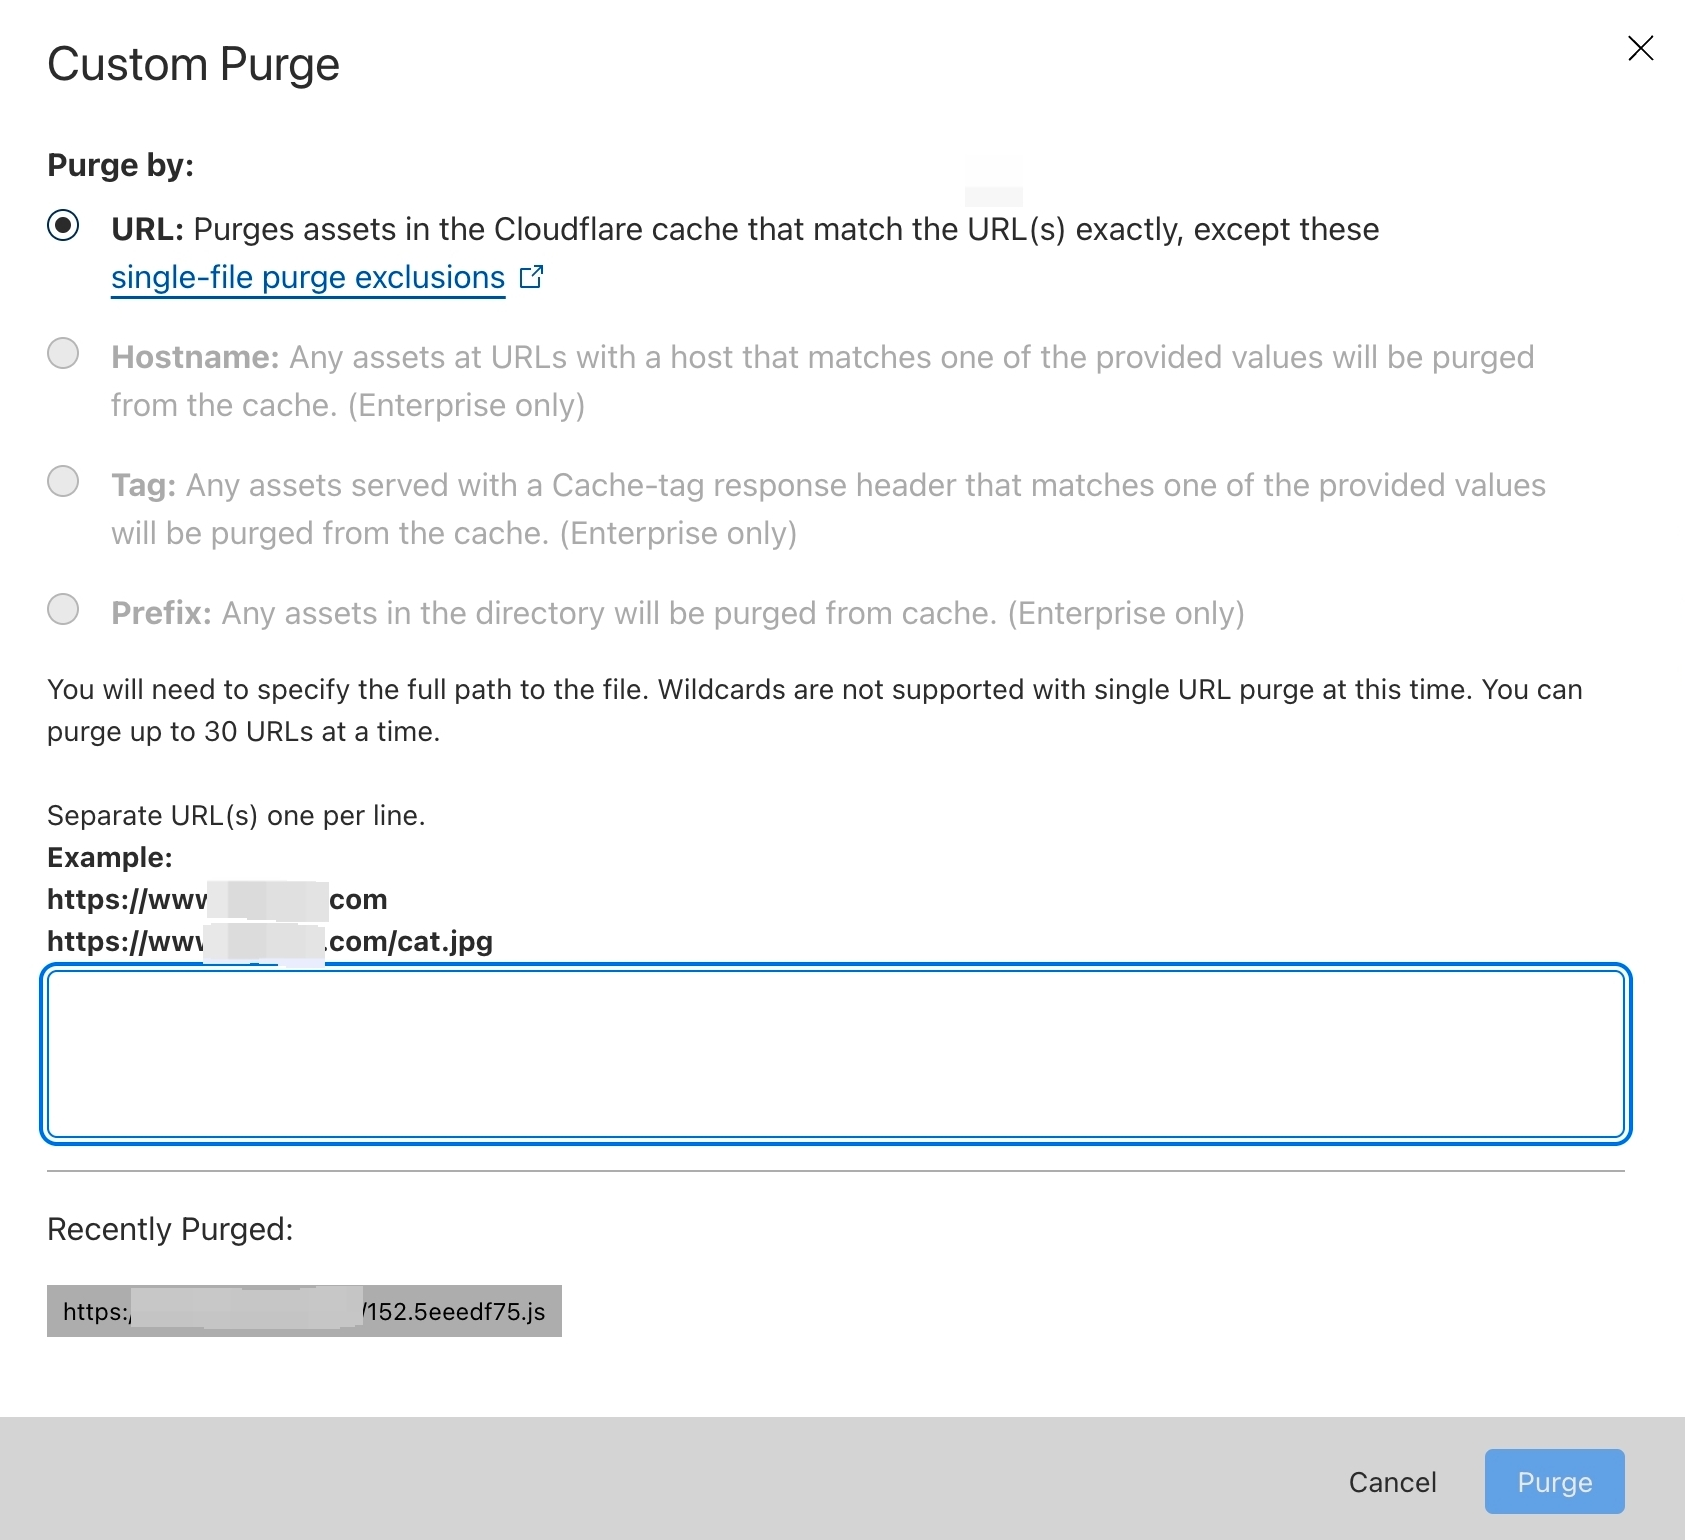 Custom Purge
Purge by:
URL: Purges assets in the Cloudflare cache that match the URL(s) exactly, except these
single-file purge exclusions
Hostname: Any assets at URLs with a host that matches one of the provided values will be purged
from the cache. (Enterprise only)
Tag: Any assets served with a Cache-tag response header that matches one of the provided values
will be purged from the cache. (Enterprise only)
Prefix: Any assets in the directory will be purged from cache. (Enterprise only)
You will need to specify the full path to the file. Wildcards are not supported with single URL purge at this time. You can
purge up to 30 URLs at a time.
Separate URL(s) one per line.
Example:
https://www com
https://www .com/cat.jpg
Recently Purged:
https:/ /152.5eeedf75.js
Cancel
Purge